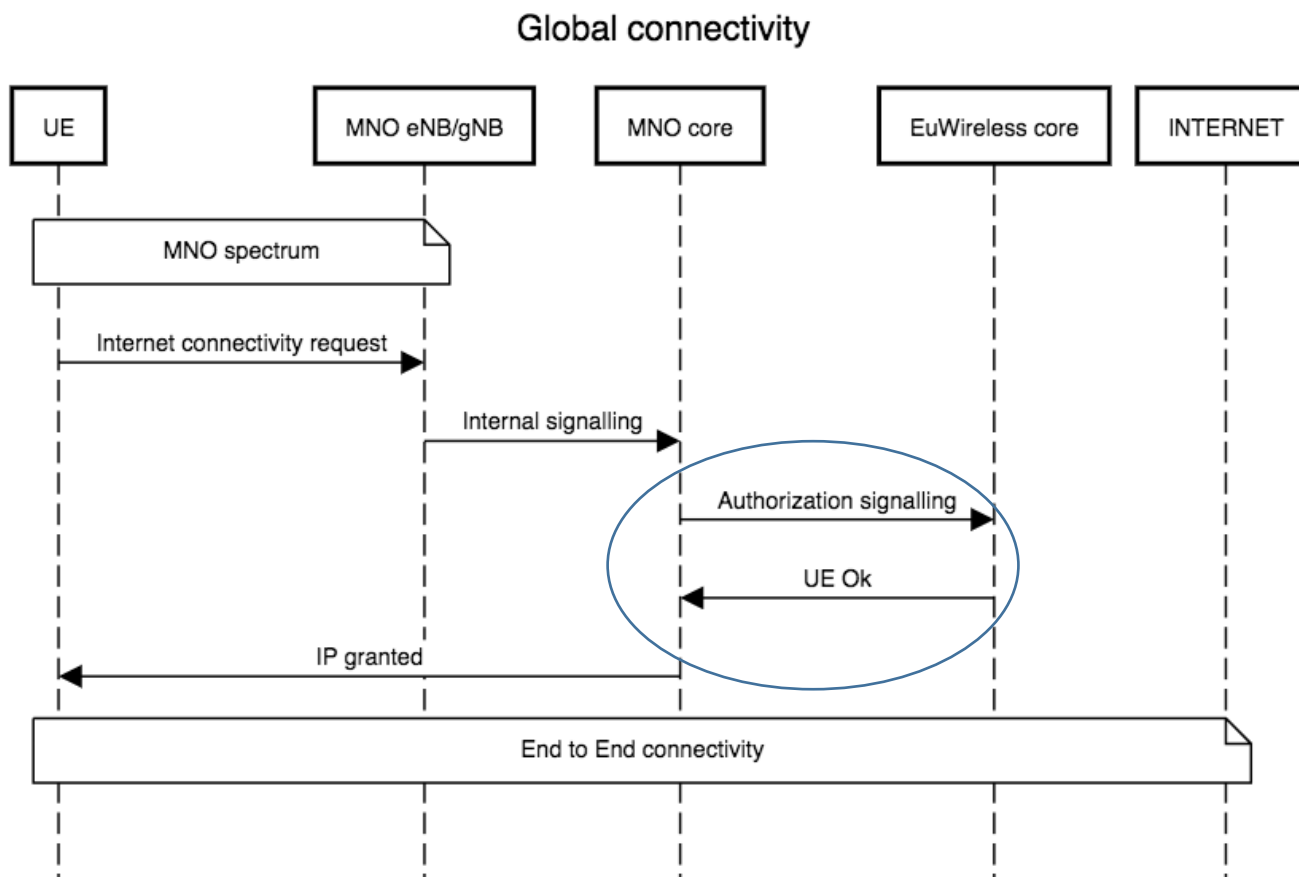 Global connectivity
UE
MNO eNB/gNB
MNO core
EuWireless core
INTERNET
MNO spectrum
Internet connectivity request
Internal signalling
Authorization signalling
UE Ok
IP granted
End to End connectivity